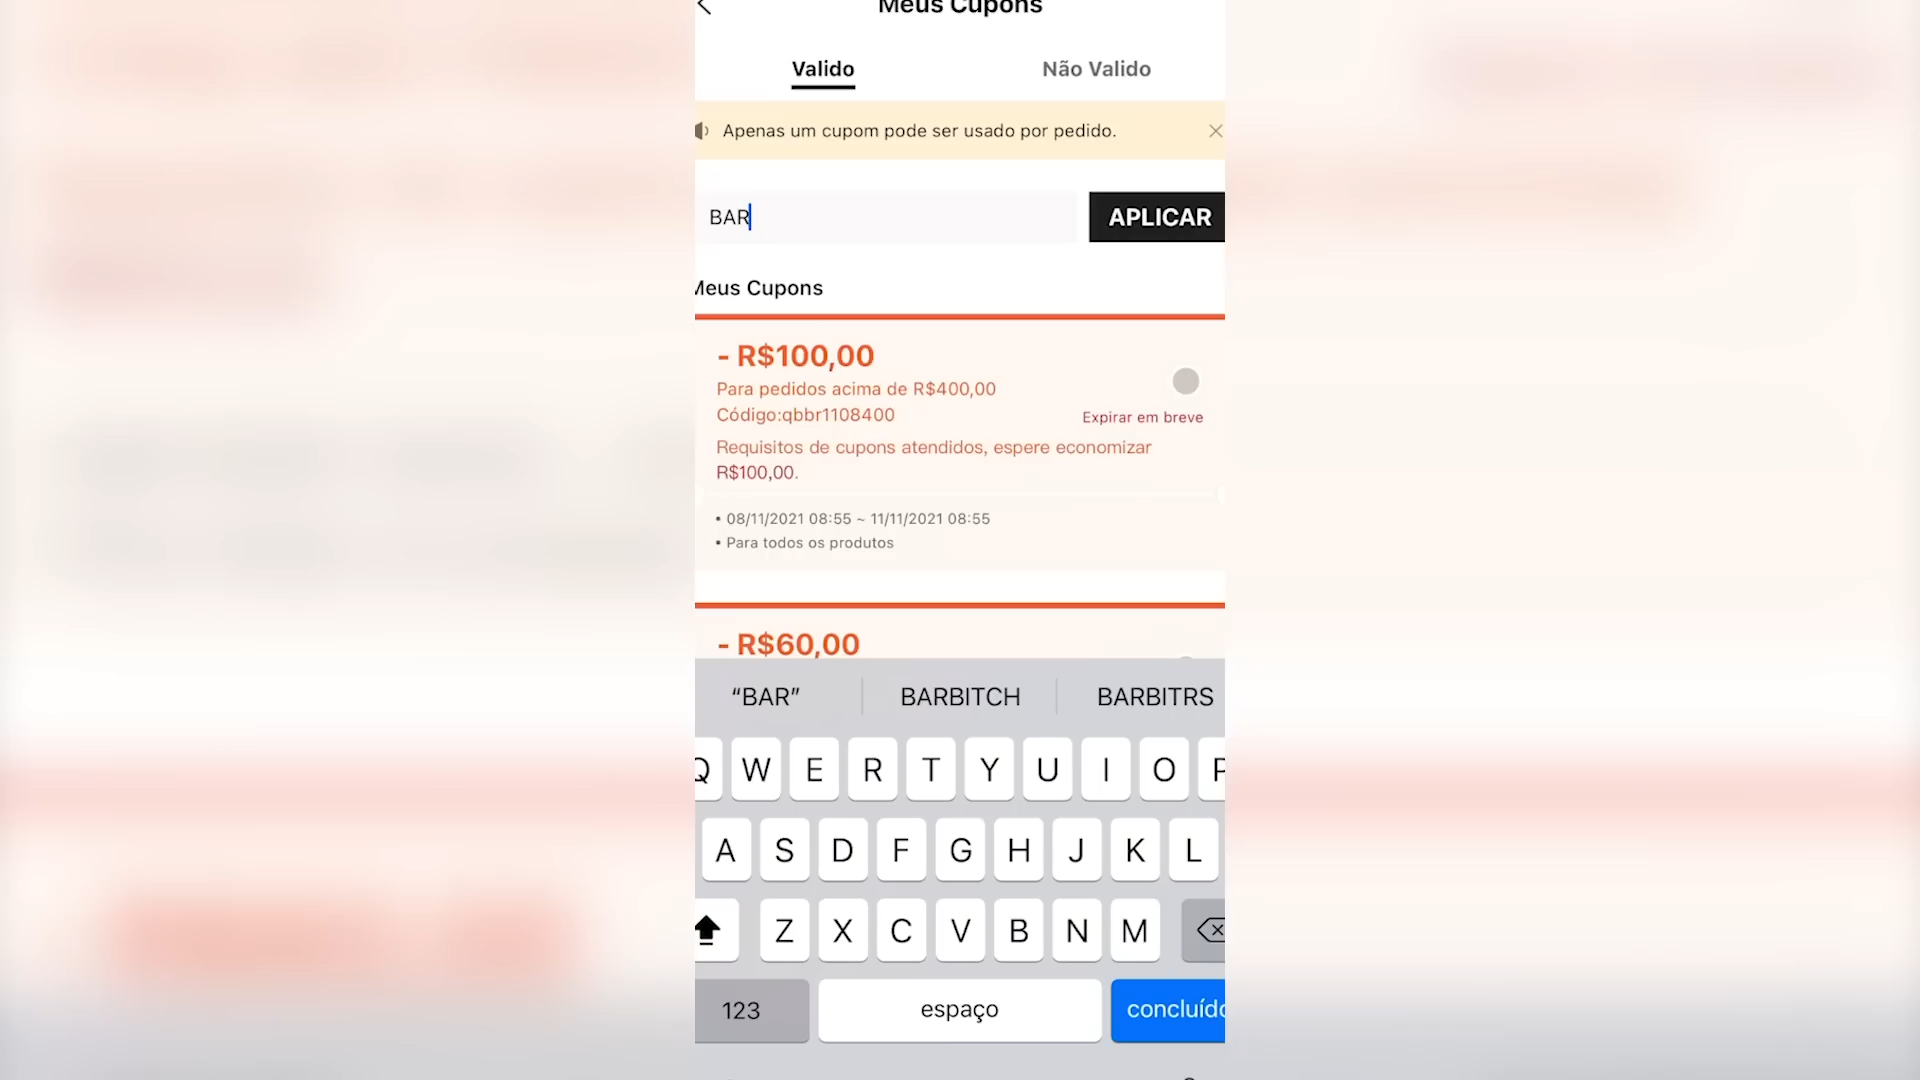 Meus Cupons
Valido
Não Valido
Apenas um cupom pode ser usado por pedido.
BAR
APLICAR
Meus Cupons
- R$100,00
Para pedidos acima de R$400,00
Código:qbbr1108400
Expirar em breve
Requisitos de cupons atendidos, espere economizar
R$100,00.
• 08/11/2021 08:55 ~ 11/11/2021 08:55
• Para todos os produtos
- R$60,00
“BAR”
BARBITCH
BARBITRS
Q W E R T Y U I O P
A S D F G H J K L
Z X C V B N M
123
espaço
concluído